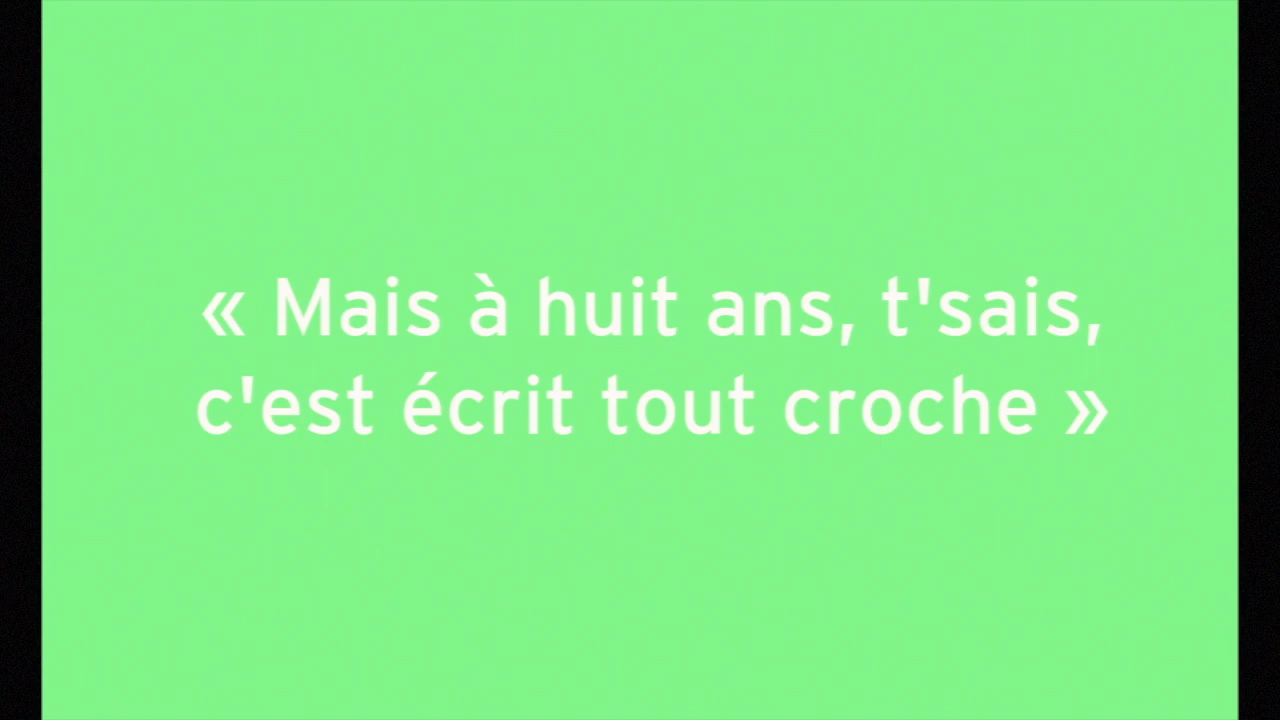 « Mais à huit ans, t'sais,
c'est écrit tout croche »